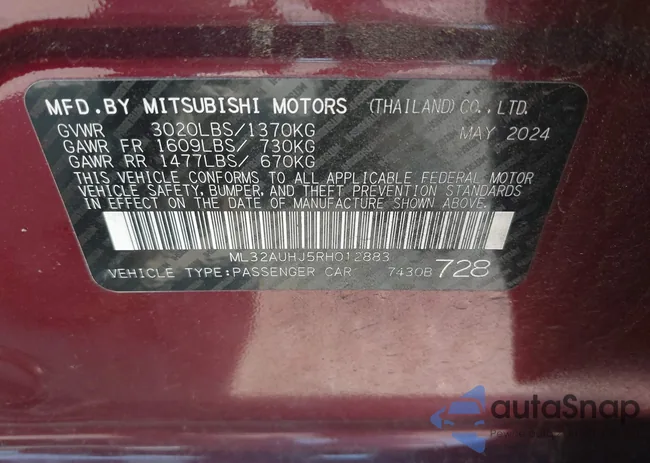 MFD.BY MITSUBISHI MOTORS (THAILAND)CO.,LTD.
GVWR 3020LBS/1370KG MAY 2024
GAWR FR 1609LBS/ 730KG
GAWR RR 1477LBS/ 670KG
THIS VEHICLE CONFORMS TO ALL APPLICABLE FEDERAL MOTOR
VEHICLE SAFETY, BUMPER, AND THEFT PREVENTION STANDARDS
IN EFFECT ON THE DATE OF MANUFACTURE SHOWN ABOVE.
ML32AUHJ5RH012883
VEHICLE TYPE:PASSENGER CAR 7430B 728
autaSnap